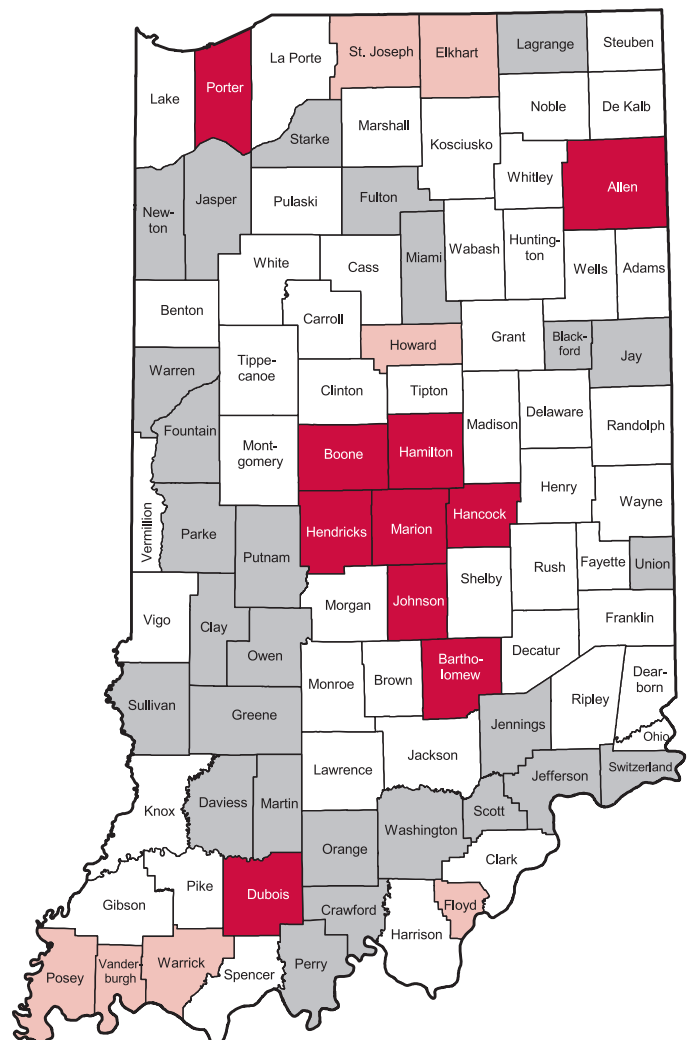 St. Joseph
Elkhart
Lagrange
Steuben
La Porte
Porter
Lake
Noble
De Kalb
Marshall
Starke
Kosciusko
Whitley
Allen
New-
ton
Jasper
Pulaski
Fulton
Miami
Wabash
Hunting-
ton
Wells
Adams
White
Cass
Benton
Carroll
Grant
Black-
ford
Jay
Howard
Warren
Tippe-
canoe
Clinton
Tipton
Madison
Delaware
Randolph
Fountain
Mont-
gomery
Boone
Hamilton
Henry
Wayne
Vermillion
Parke
Putnam
Hendricks
Marion
Hancock
Shelby
Rush
Fayette
Union
Vigo
Clay
Morgan
Johnson
Franklin
Owen
Decatur
Sullivan
Greene
Monroe
Brown
Bartho-
lomew
Jennings
Ripley
Dear-
born
Ohio
Knox
Daviess
Martin
Lawrence
Jackson
Jefferson
Switzerland
Scott
Washington
Orange
Clark
Gibson
Pike
Dubois
Crawford
Floyd
Harrison
Posey
Vander-
burgh
Warrick
Spencer
Perry